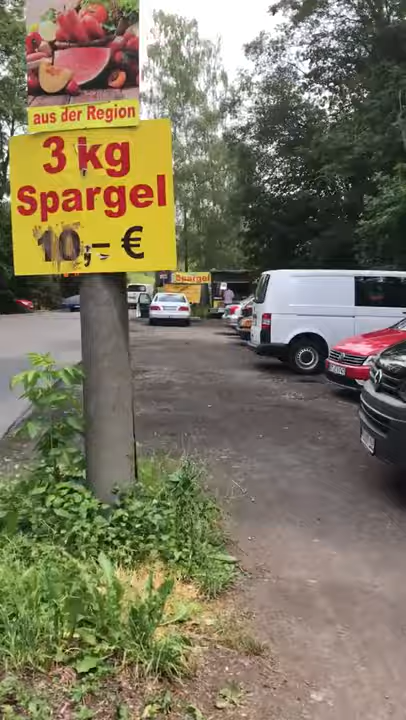 aus der Region
3 kg
Spargel
10,– €
Spargel